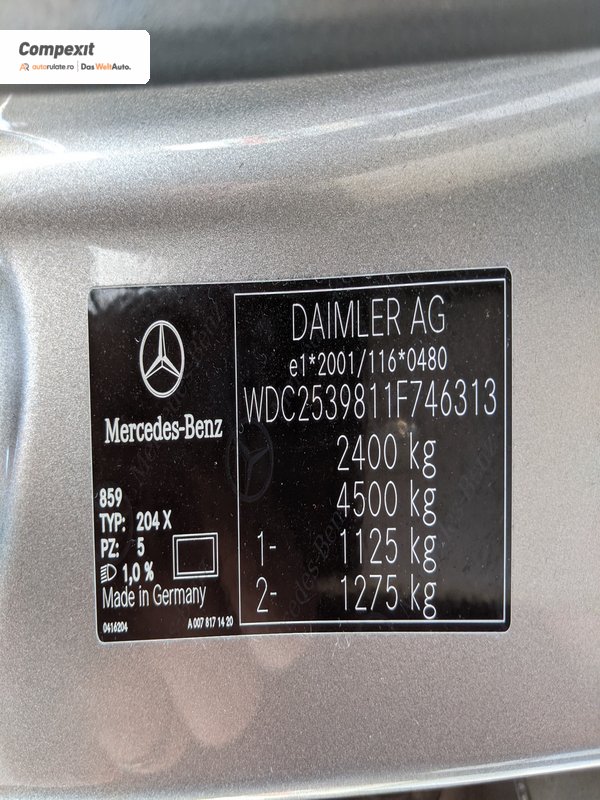 Compexit
AR autorulate.ro | Das WeltAuto.
Mercedes-Benz
859
TYP: 204 X
PZ: 5
1,0 %
Made in Germany
0416204
A 007 817 14 20
DAIMLER AG
e1*2001/116*0480
WDC2539811F746313
2400 kg
4500 kg
1- 1125 kg
2- 1275 kg